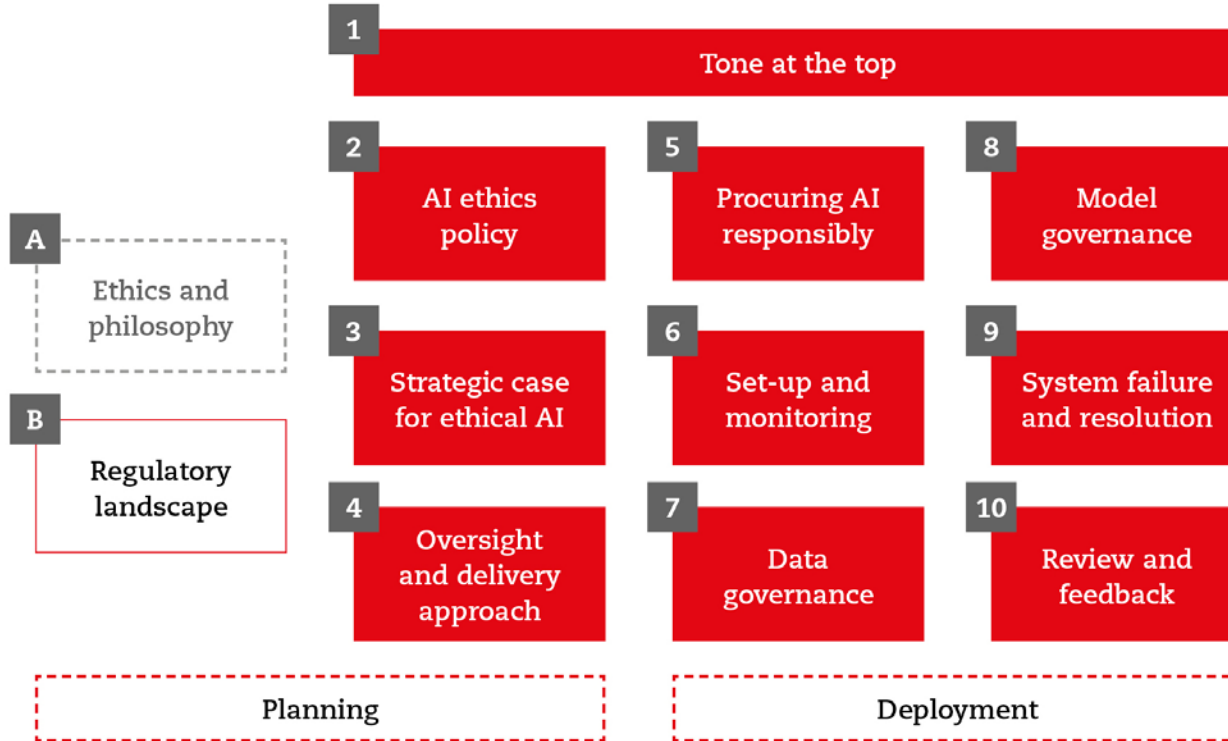 1
Tone at the top
A
Ethics and
philosophy
B
Regulatory
landscape
2
AI ethics
policy
3
Strategic case
for ethical AI
4
Oversight
and delivery
approach
5
Procuring AI
responsibly
6
Set-up and
monitoring
7
Data
governance
8
Model
governance
9
System failure
and resolution
10
Review and
feedback
Planning
Deployment